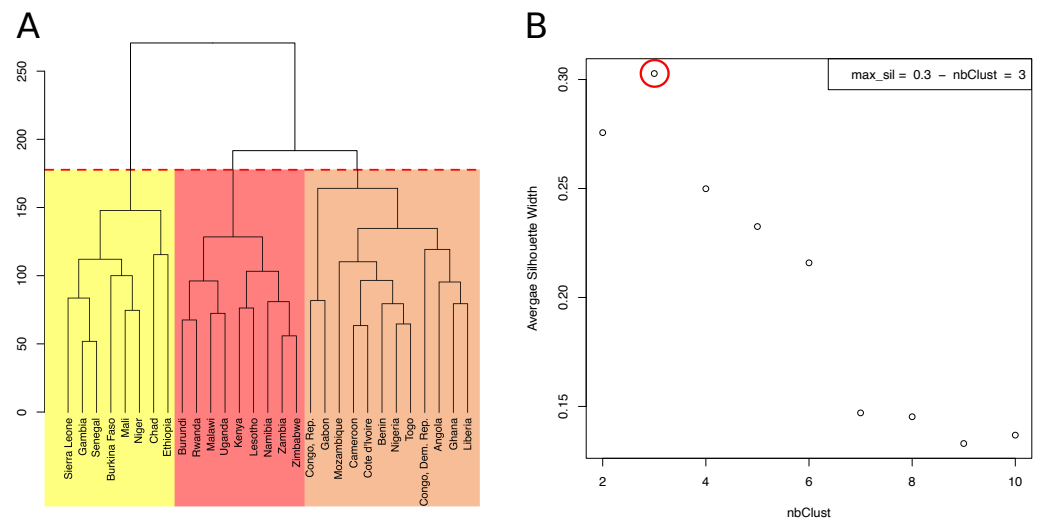 A
B
250
200
150
100
50
0
Sierra Leone
Gambia
Senegal
Burkina Faso
Mali
Niger
Chad
Ethiopia
Burundi
Rwanda
Malawi
Uganda
Kenya
Lesotho
Namibia
Zambia
Zimbabwe
Congo, Rep.
Gabon
Mozambique
Cameroon
Cote d'Ivoire
Benin
Nigeria
Togo
Congo, Dem. Rep.
Angola
Ghana
Liberia
max_sil = 0.3 − nbClust = 3
Avergae Silhouette Width
0.30
0.25
0.20
0.15
2 4 6 8 10
nbClust